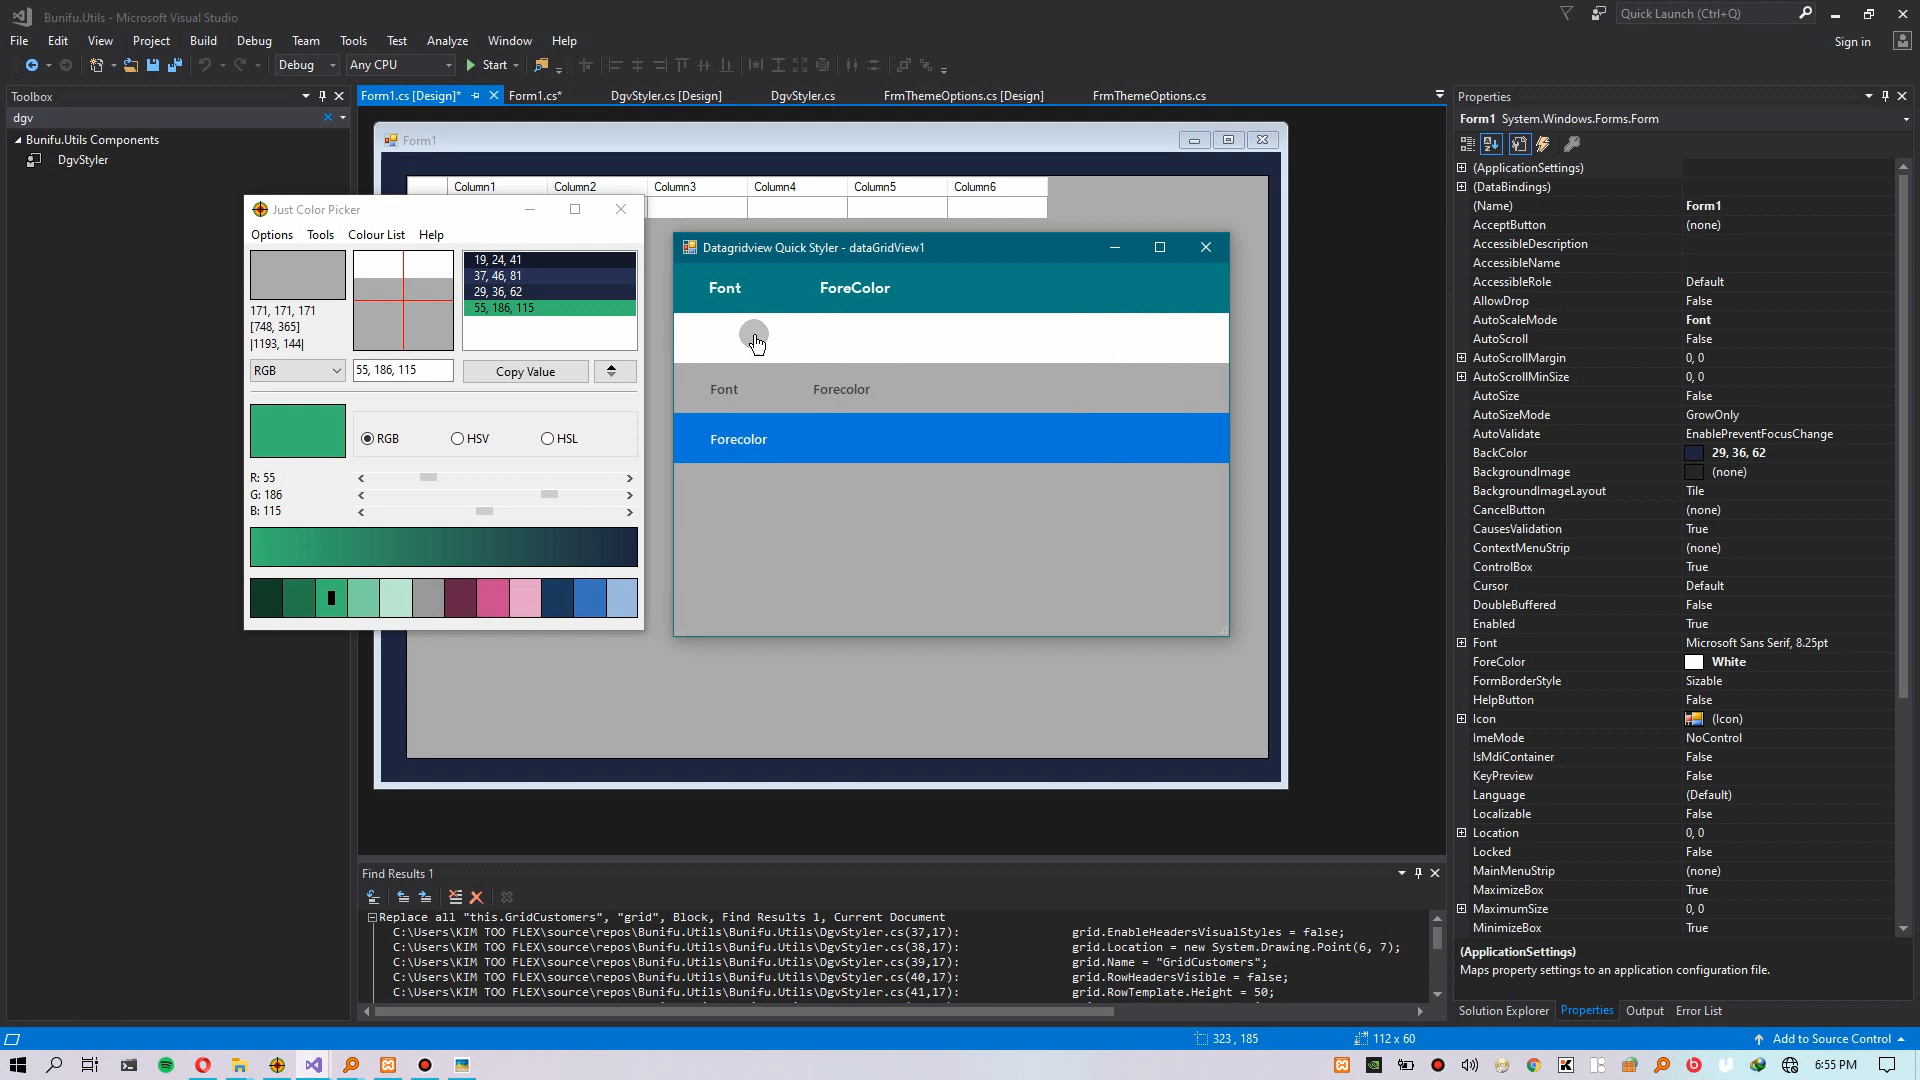 Bunifu.Utils - Microsoft Visual Studio
Quick Launch (Ctrl+Q)
File Edit View Project Build Debug Team Tools Test Analyze Window Help
Sign in
Debug Any CPU Start
Toolbox
dgv
Bunifu.Utils Components
DgvStyler
Form1.cs [Design]* Form1.cs* DgvStyler.cs [Design] DgvStyler.cs FrmThemeOptions.cs [Design] FrmThemeOptions.cs
Form1
Column1 Column2 Column3 Column4 Column5 Column6
Just Color Picker
Options Tools Colour List Help
19, 24, 41
37, 46, 81
29, 36, 62
55, 186, 115
171, 171, 171
[748, 365]
|1193, 144|
RGB 55, 186, 115 Copy Value
RGB HSV HSL
R: 55
G: 186
B: 115
Datagridview Quick Styler - dataGridView1
Font ForeColor
Font Forecolor
Forecolor
Properties
Form1 System.Windows.Forms.Form
(ApplicationSettings)
(DataBindings)
(Name) Form1
AcceptButton (none)
AccessibleDescription
AccessibleName
AccessibleRole Default
AllowDrop False
AutoScaleMode Font
AutoScroll False
AutoScrollMargin 0, 0
AutoScrollMinSize 0, 0
AutoSize False
AutoSizeMode GrowOnly
AutoValidate EnablePreventFocusChange
BackColor 29, 36, 62
BackgroundImage (none)
BackgroundImageLayout Tile
CancelButton (none)
CausesValidation True
ContextMenuStrip (none)
ControlBox True
Cursor Default
DoubleBuffered False
Enabled True
Font Microsoft Sans Serif, 8.25pt
ForeColor White
FormBorderStyle Sizable
HelpButton False
Icon (Icon)
ImeMode NoControl
IsMdiContainer False
KeyPreview False
Language (Default)
Localizable False
Location 0, 0
Locked False
MainMenuStrip (none)
MaximizeBox True
MaximumSize 0, 0
MinimizeBox True
(ApplicationSettings)
Maps property settings to an application configuration file.
Solution Explorer Properties Output Error List
Find Results 1
Replace all "this.GridCustomers", "grid", Block, Find Results 1, Current Document
C:\Users\KIM TOO FLEX\source\repos\Bunifu.Utils\Bunifu.Utils\DgvStyler.cs(37,17): grid.EnableHeadersVisualStyles = false;
C:\Users\KIM TOO FLEX\source\repos\Bunifu.Utils\Bunifu.Utils\DgvStyler.cs(38,17): grid.Location = new System.Drawing.Point(6, 7);
C:\Users\KIM TOO FLEX\source\repos\Bunifu.Utils\Bunifu.Utils\DgvStyler.cs(39,17): grid.Name = "GridCustomers";
C:\Users\KIM TOO FLEX\source\repos\Bunifu.Utils\Bunifu.Utils\DgvStyler.cs(40,17): grid.RowHeadersVisible = false;
C:\Users\KIM TOO FLEX\source\repos\Bunifu.Utils\Bunifu.Utils\DgvStyler.cs(41,17): grid.RowTemplate.Height = 50;
323 , 185 112 x 60 Add to Source Control
6:55 PM